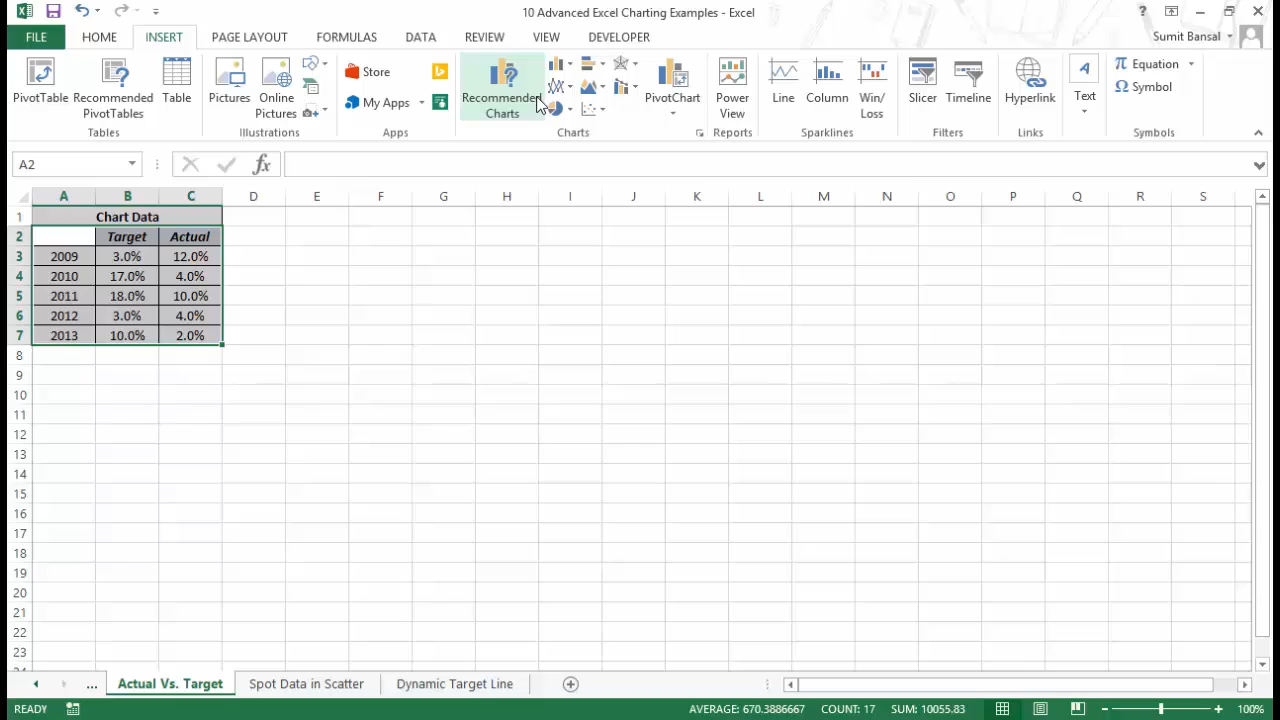 10 Advanced Excel Charting Examples - Excel
FILE HOME INSERT PAGE LAYOUT FORMULAS DATA REVIEW VIEW DEVELOPER Sumit Bansal
PivotTable
Recommended
PivotTables
Table
Tables
Pictures
Online
Pictures
Illustrations
Store
My Apps
Apps
Recommended
Charts
PivotChart
Charts
Power
View
Reports
Line
Column
Win/
Loss
Sparklines
Slicer
Timeline
Filters
Hyperlink
Links
Text
Equation
Symbol
Symbols
A2
fx
A B C D E F G H I J K L M N O P Q R S
1 Chart Data
2 Target Actual
3 2009 3.0% 12.0%
4 2010 17.0% 4.0%
5 2011 18.0% 10.0%
6 2012 3.0% 4.0%
7 2013 10.0% 2.0%
8
9
10
11
12
13
14
15
16
17
18
19
20
21
22
23
... Actual Vs. Target Spot Data in Scatter Dynamic Target Line
READY AVERAGE: 670.3886667 COUNT: 17 SUM: 10055.83 100%